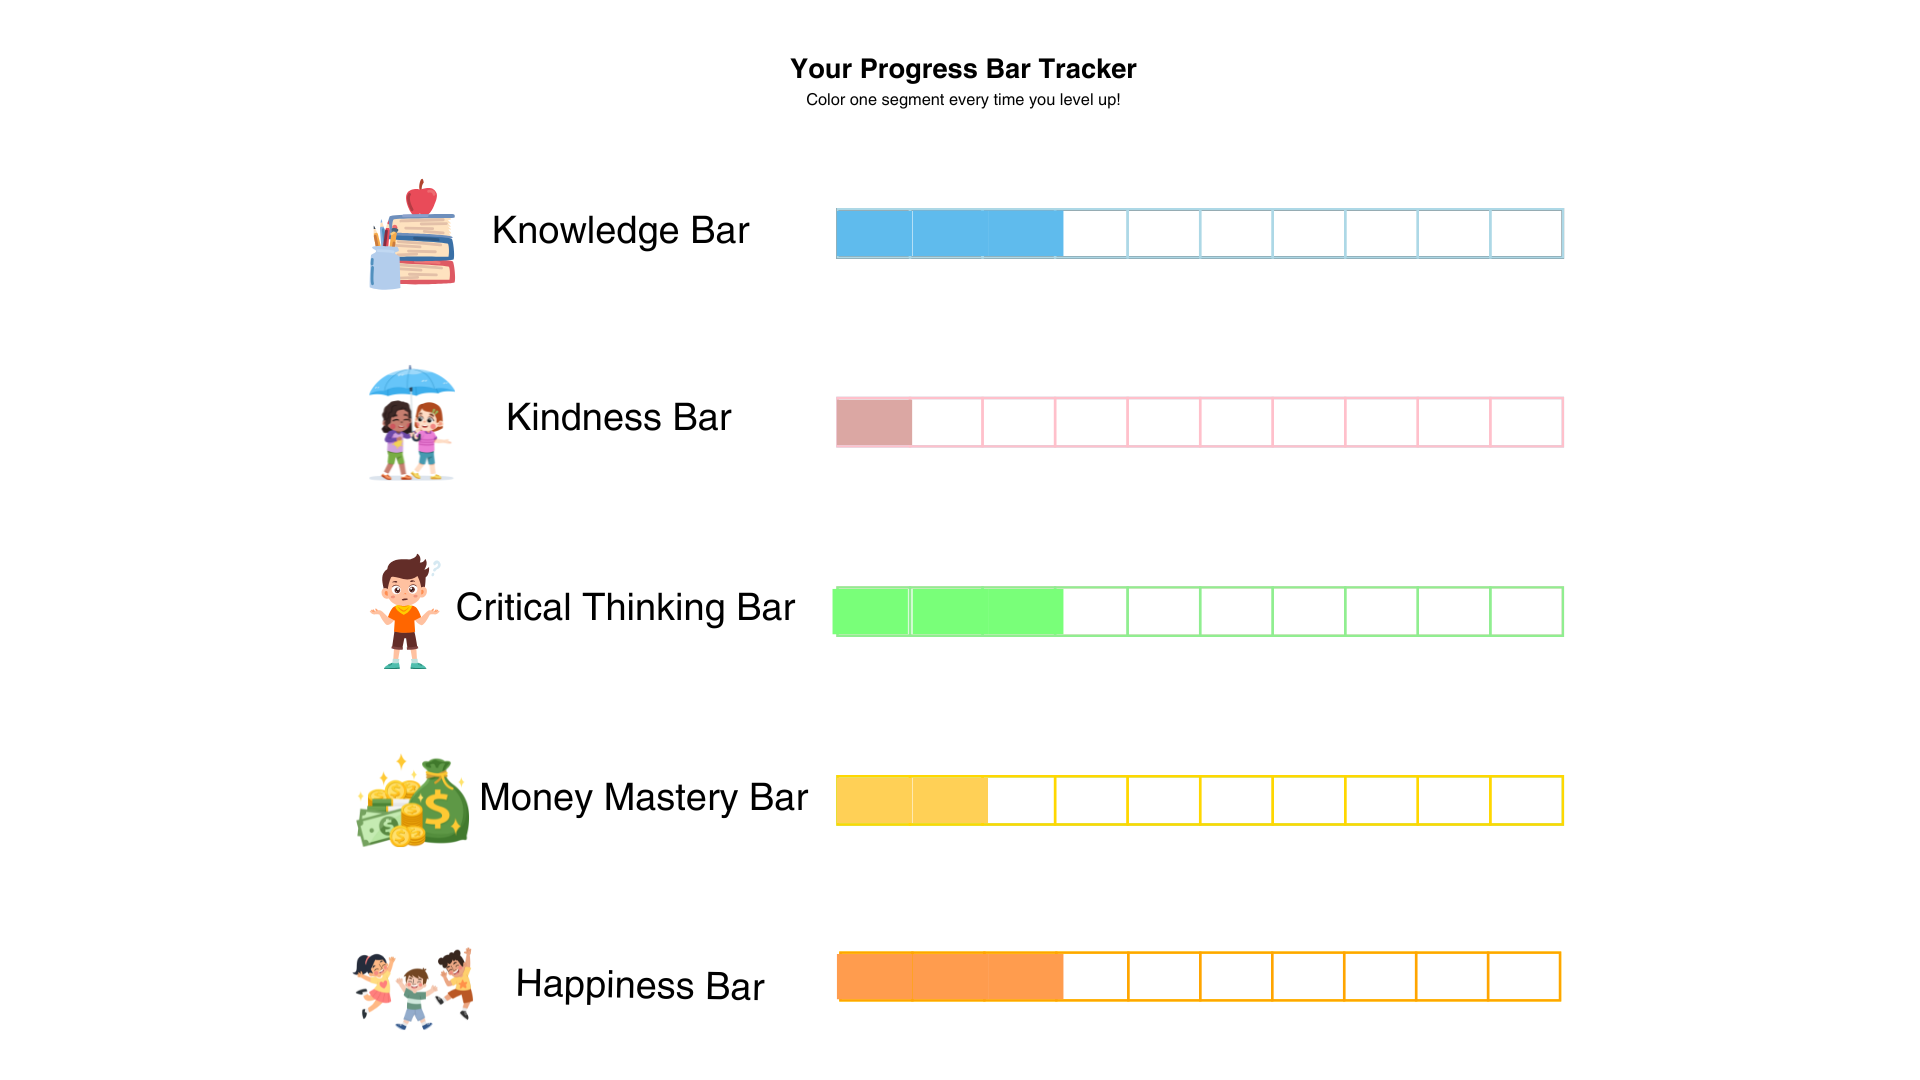 Your Progress Bar Tracker
Color one segment every time you level up!
Knowledge Bar
Kindness Bar
?
Critical Thinking Bar
$
$
$
Money Mastery Bar
Happiness Bar